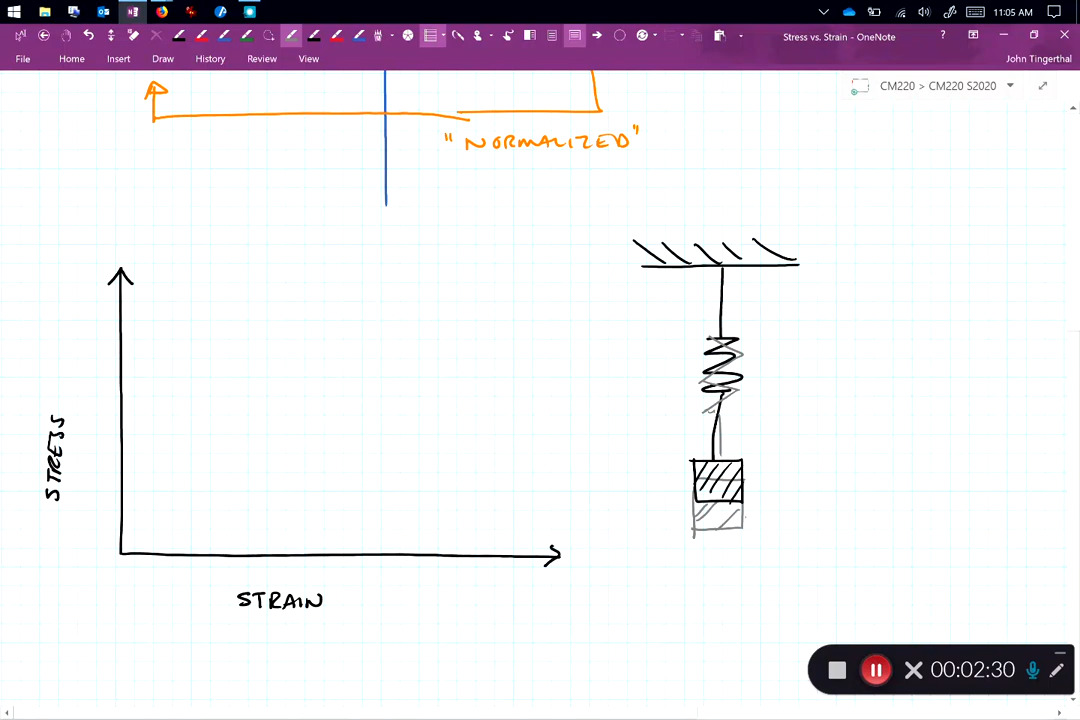 11:05 AM
Stress vs. Strain - OneNote
?
File
Home
Insert
Draw
History
Review
View
John Tingerthal
CM220 > CM220 S2020
"NORMALIZED"
STRESS
STRAIN
00:02:30